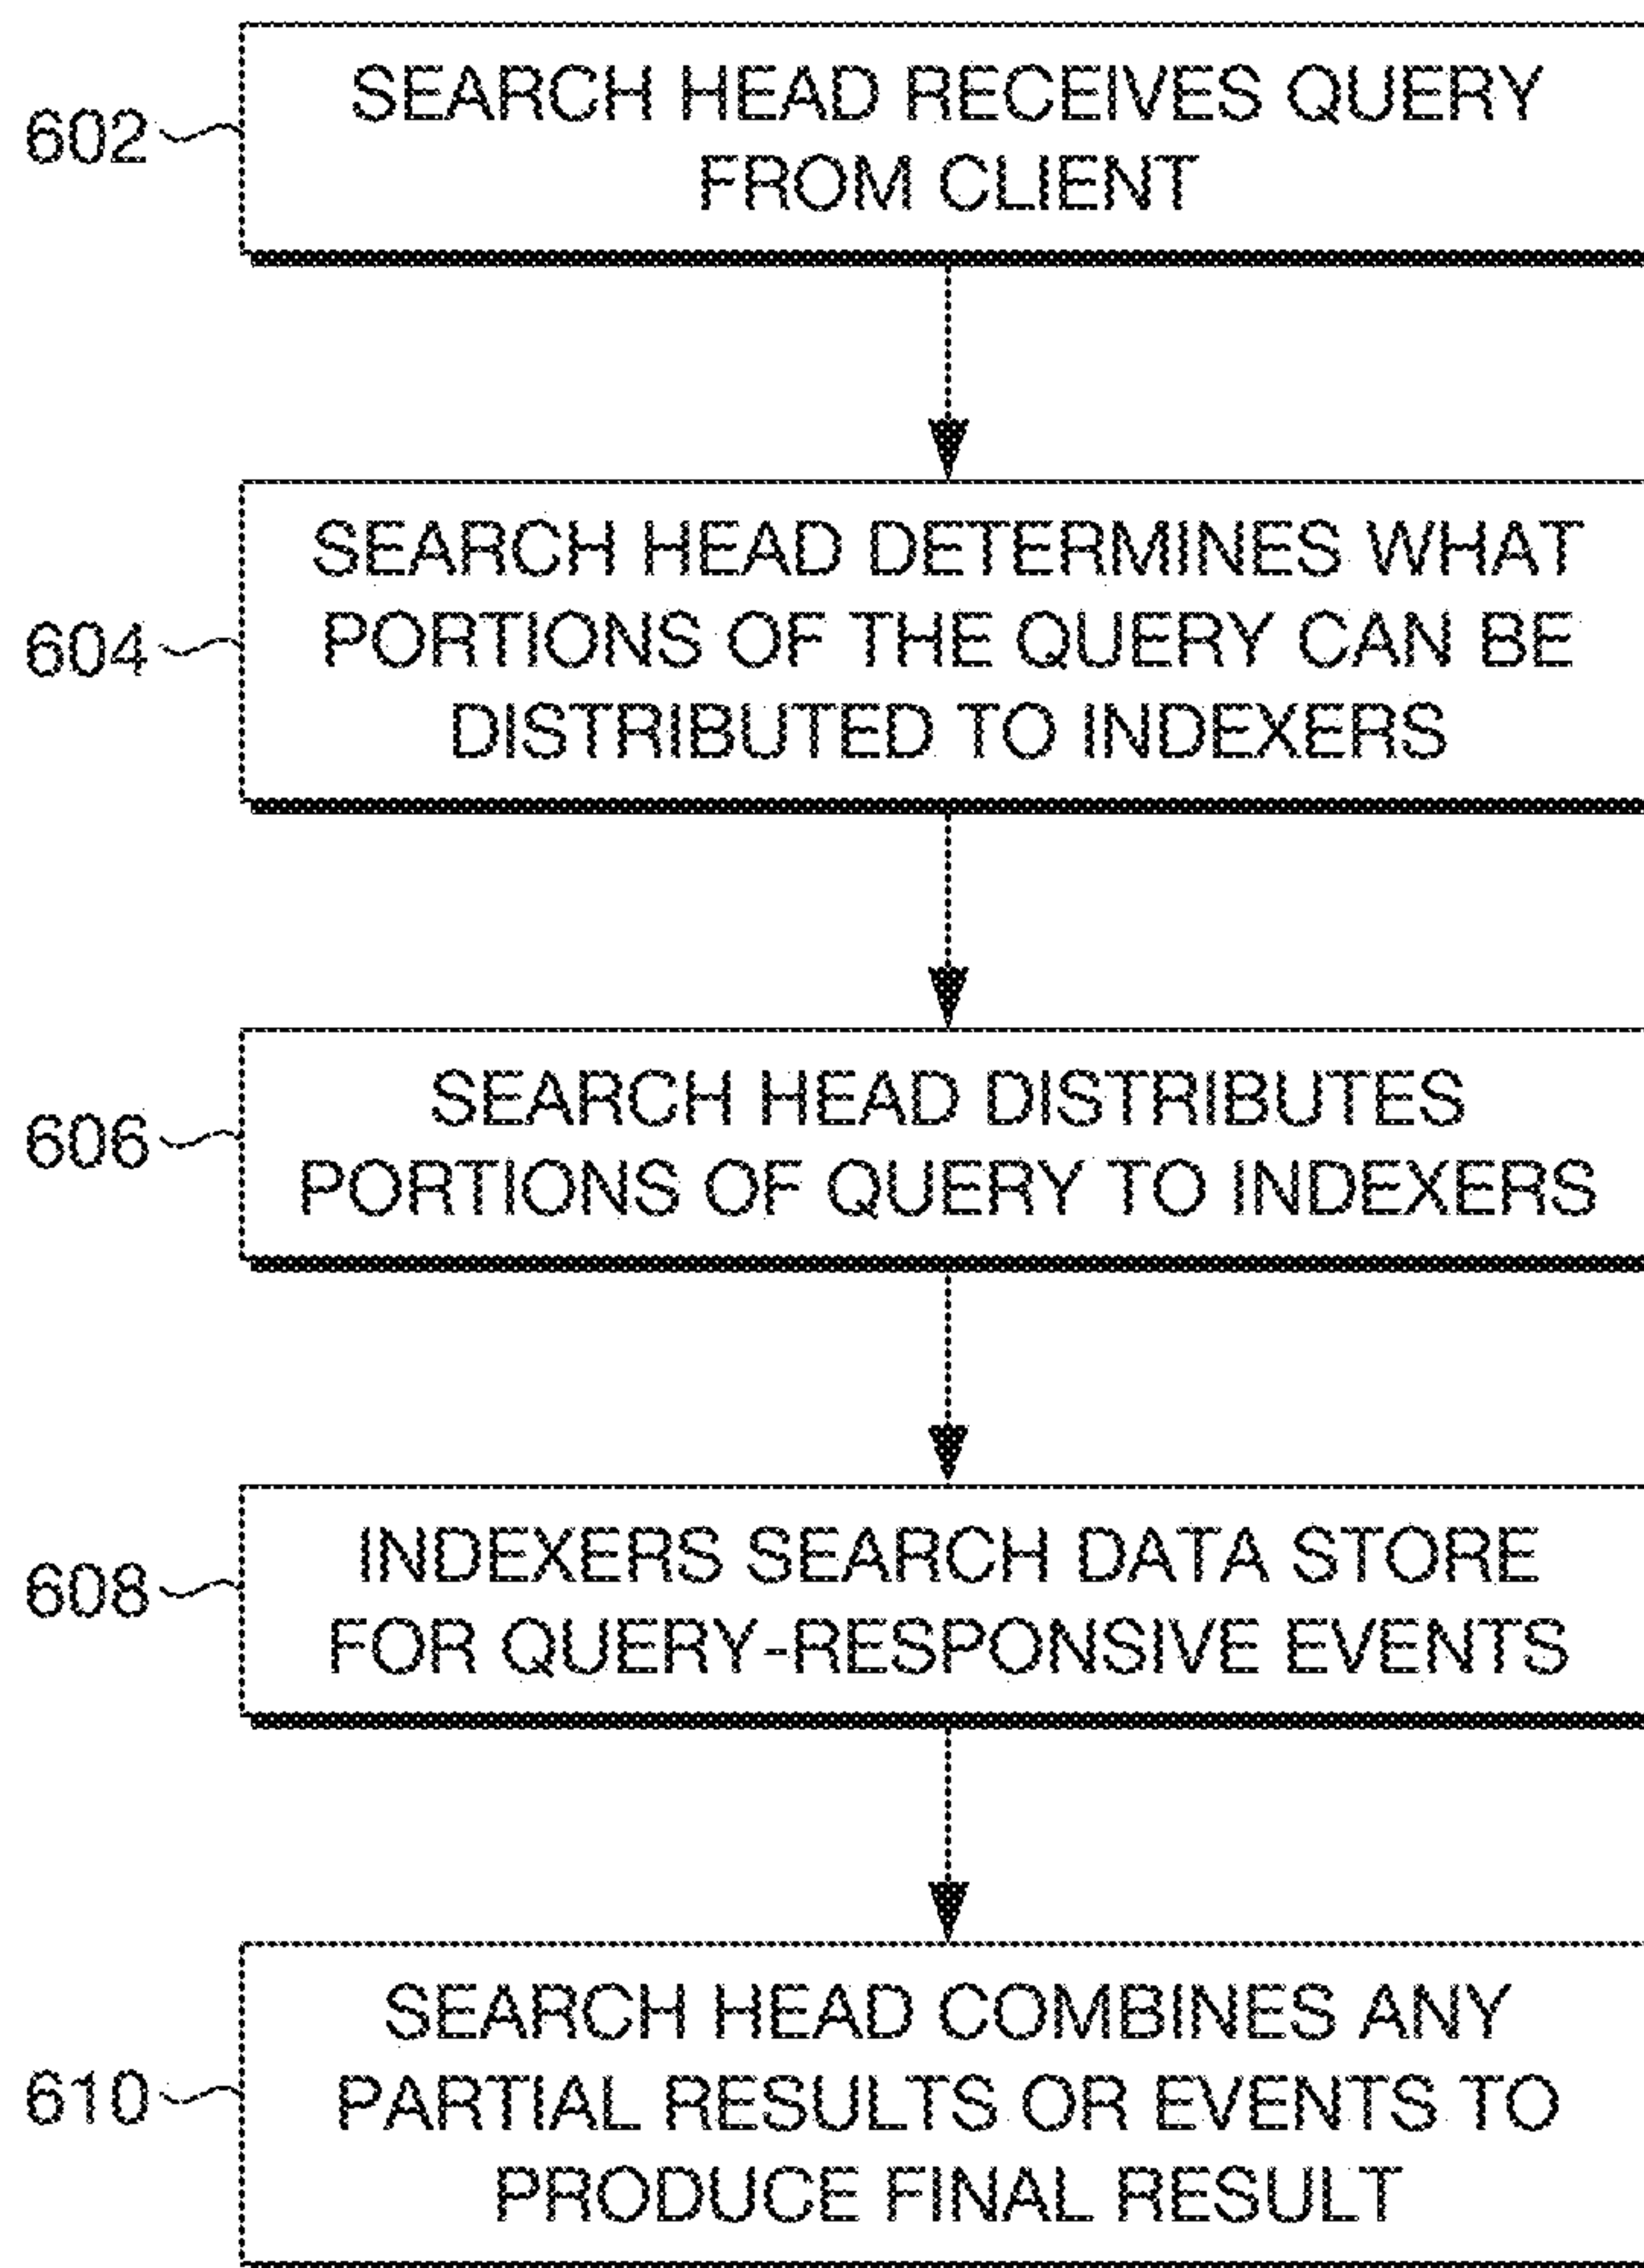 602
SEARCH HEAD RECEIVES QUERY
FROM CLIENT
604
SEARCH HEAD DETERMINES WHAT
PORTIONS OF THE QUERY CAN BE
DISTRIBUTED TO INDEXERS
606
SEARCH HEAD DISTRIBUTES
PORTIONS OF QUERY TO INDEXERS
608
INDEXERS SEARCH DATA STORE
FOR QUERY-RESPONSIVE EVENTS
610
SEARCH HEAD COMBINES ANY
PARTIAL RESULTS OR EVENTS TO
PRODUCE FINAL RESULT